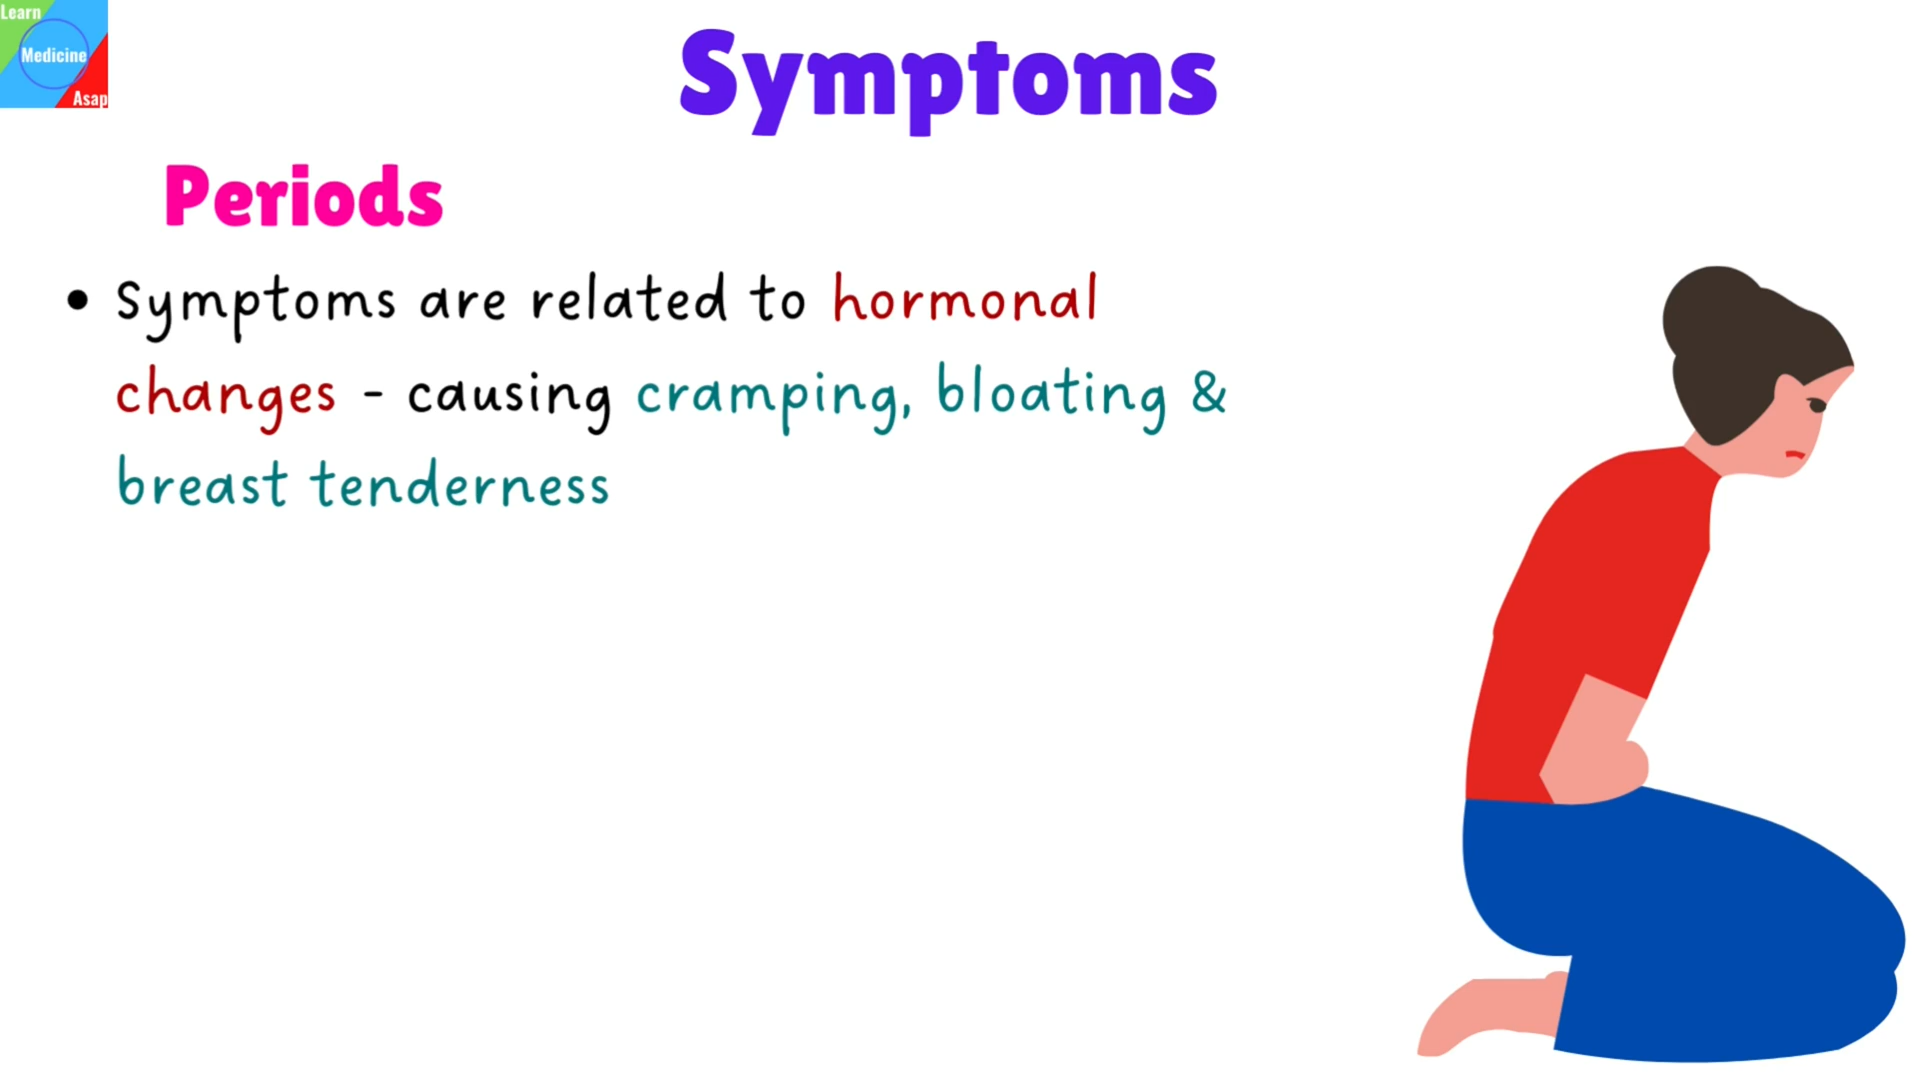 Learn
Medicine
Asap
Symptoms
Periods
• Symptoms are related to hormonal
changes - causing cramping, bloating &
breast tenderness